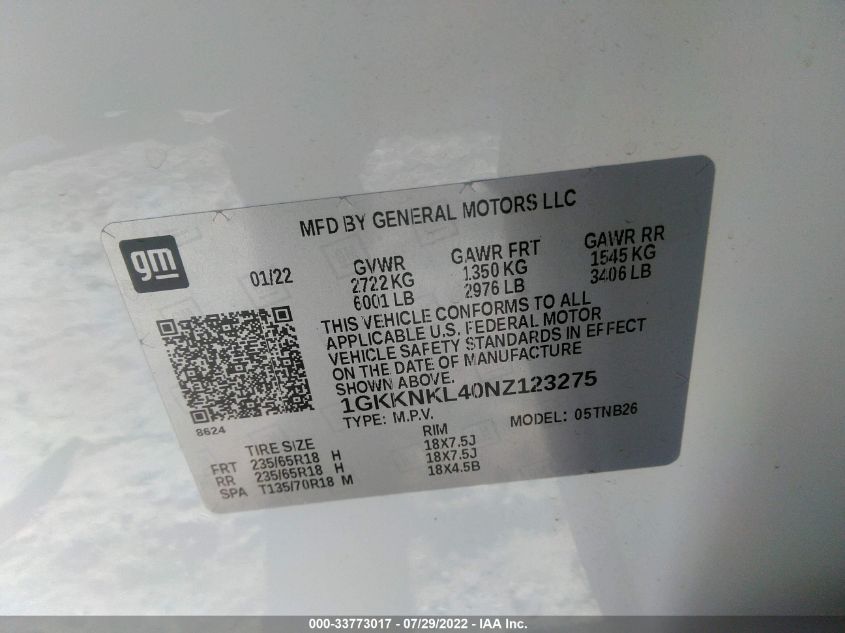 MFD BY GENERAL MOTORS LLC
gm
01/22
GVWR
2722 KG
6001 LB
GAWR FRT
1350 KG
2976 LB
GAWR RR
1545 KG
3406 LB
THIS VEHICLE CONFORMS TO ALL
APPLICABLE U.S. FEDERAL MOTOR
VEHICLE SAFETY STANDARDS IN EFFECT
ON THE DATE OF MANUFACTURE
SHOWN ABOVE.
1GKKNKL40NZ123275
TYPE: M.P.V. MODEL: 05TNB26
8624
TIRE SIZE RIM
FRT 235/65R18 H 18X7.5J
RR 235/65R18 H 18X7.5J
SPA T135/70R18 M 18X4.5B
000-33773017 - 07/29/2022 - IAA Inc.